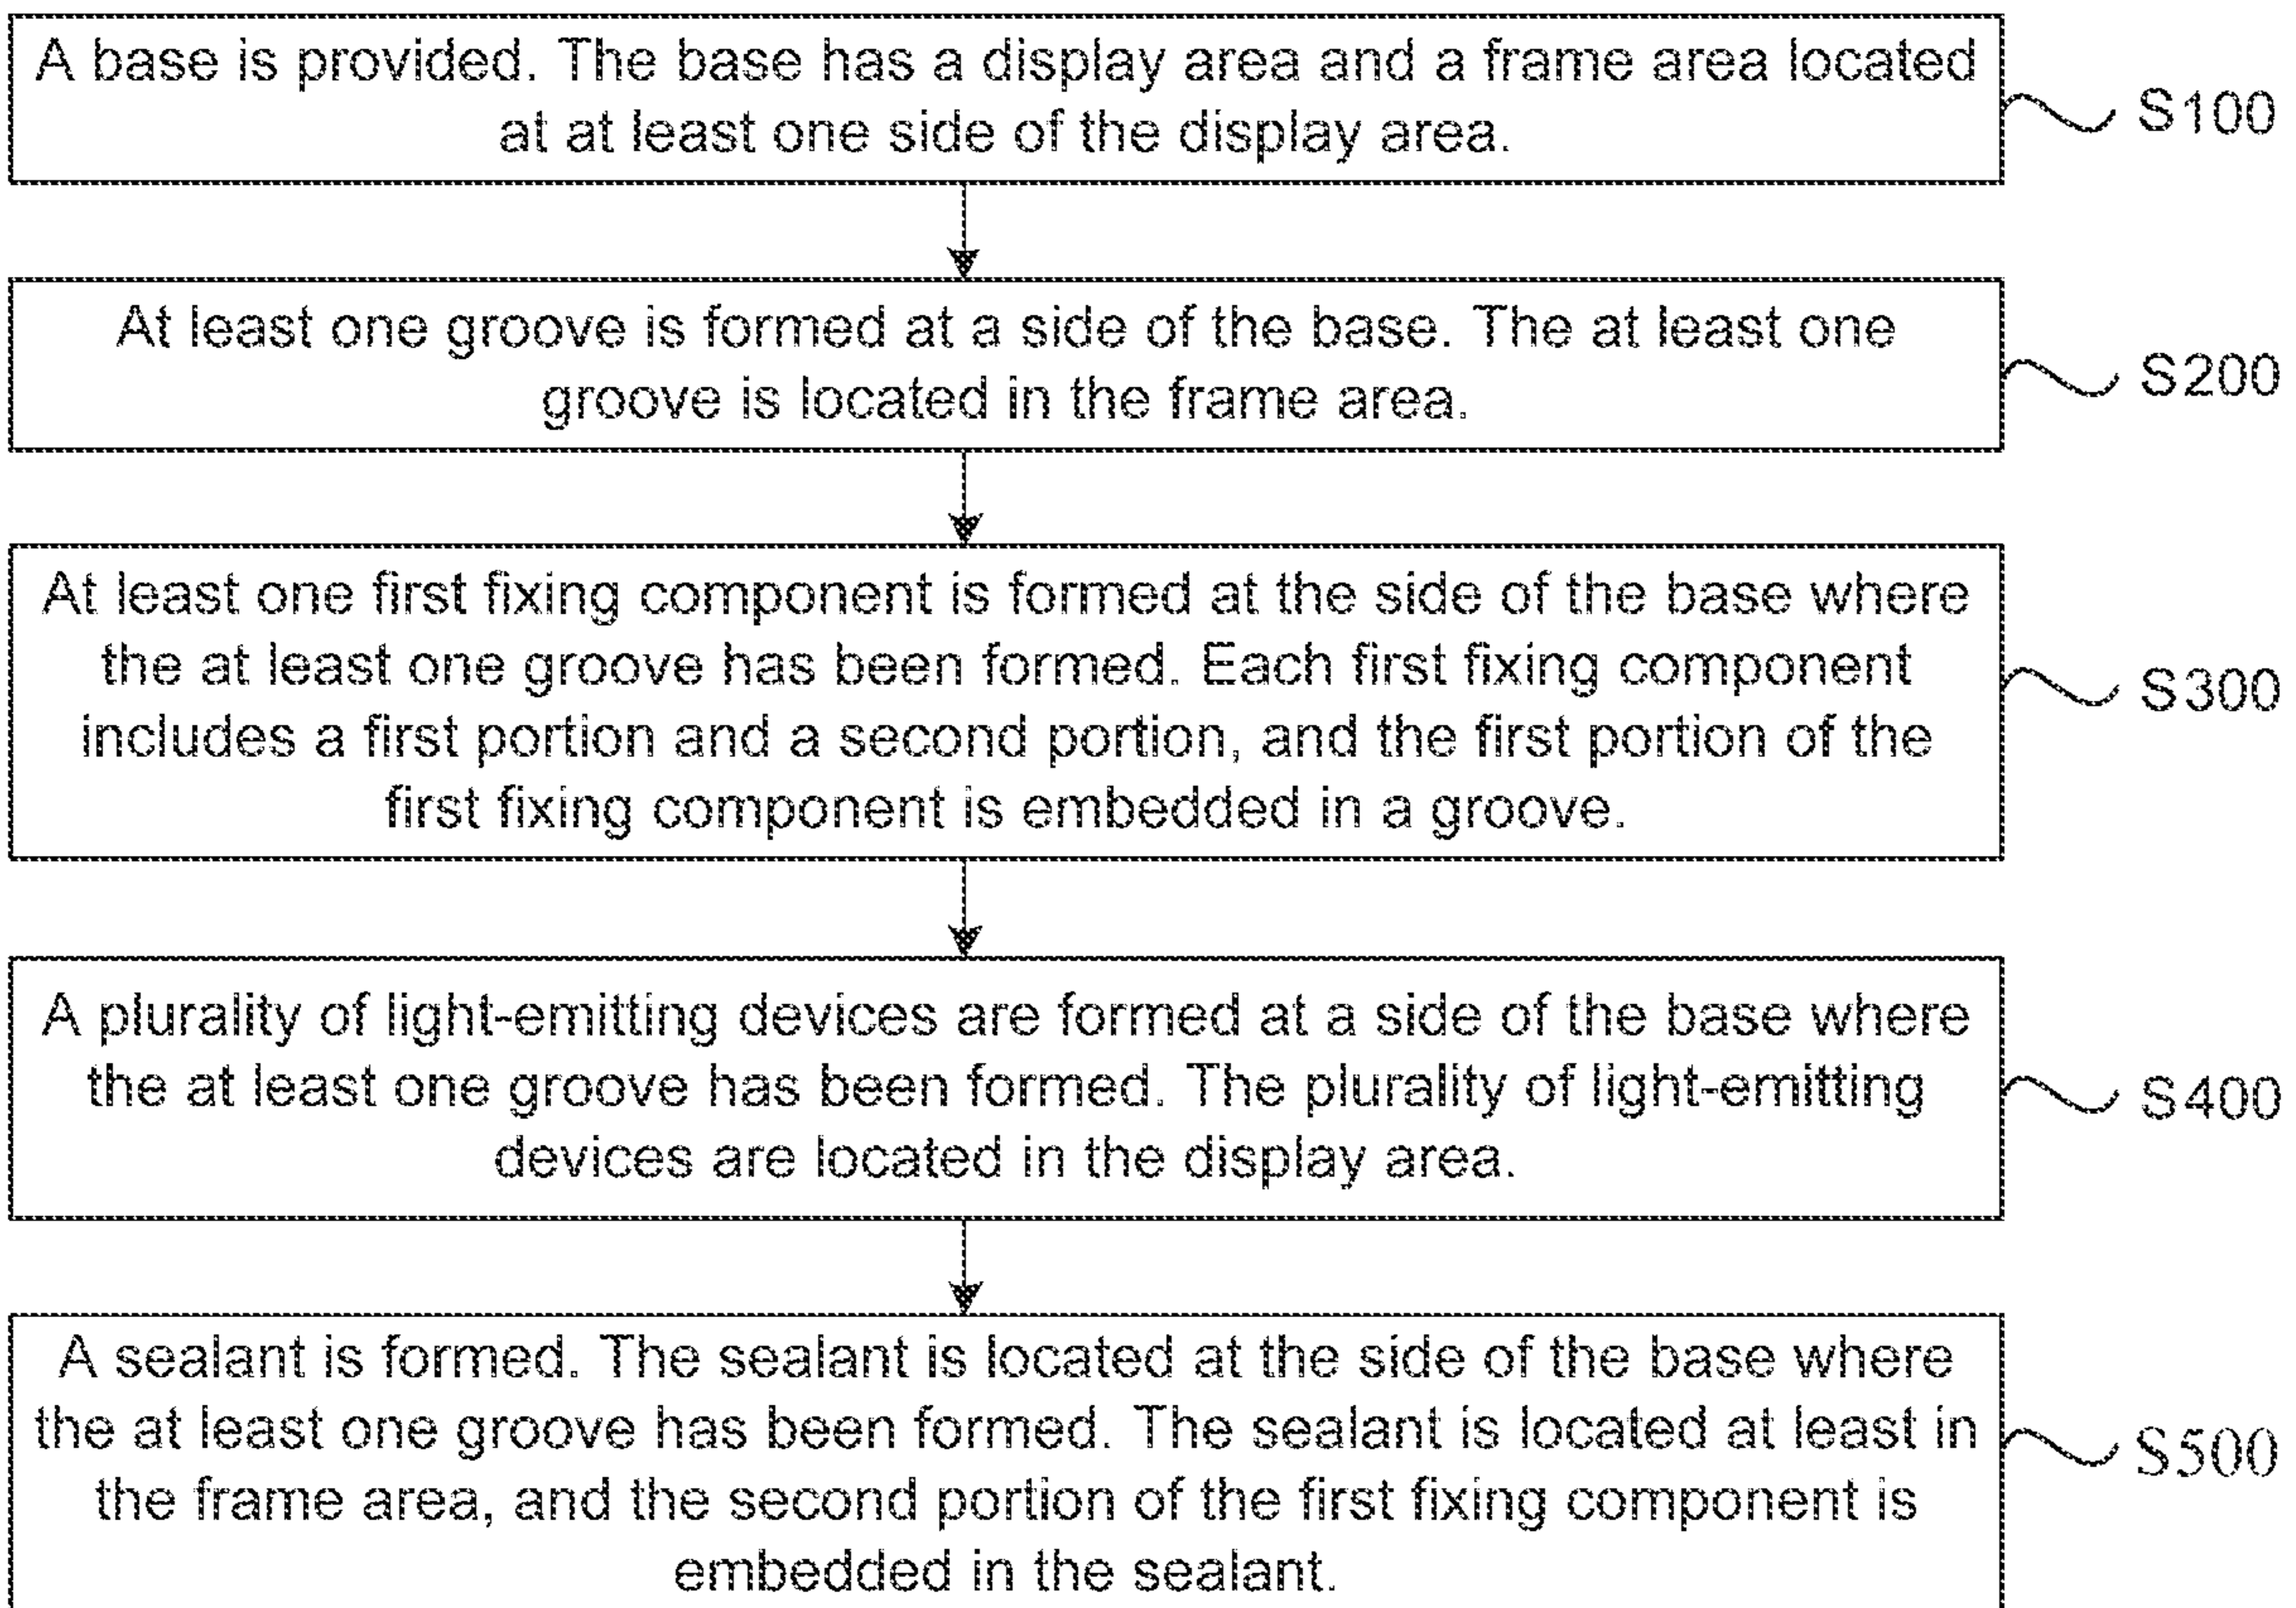 A base is provided. The base has a display area and a frame area located
at at least one side of the display area.
S100
At least one groove is formed at a side of the base. The at least one
groove is located in the frame area.
S200
At least one first fixing component is formed at the side of the base where
the at least one groove has been formed. Each first fixing component
includes a first portion and a second portion, and the first portion of the
first fixing component is embedded in a groove.
S300
A plurality of light-emitting devices are formed at a side of the base where
the at least one groove has been formed. The plurality of light-emitting
devices are located in the display area.
S400
A sealant is formed. The sealant is located at the side of the base where
the at least one groove has been formed. The sealant is located at least in
the frame area, and the second portion of the first fixing component is
embedded in the sealant.
S500